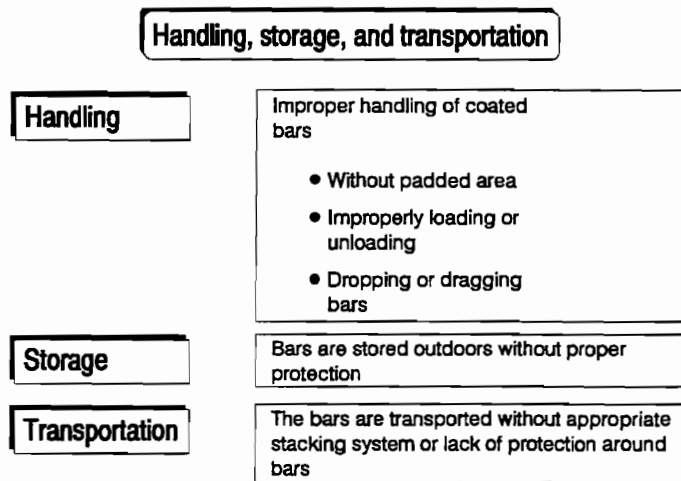 Handling, storage, and transportation
Handling
Improper handling of coated
bars
● Without padded area
● Improperly loading or
unloading
● Dropping or dragging
bars
Storage
Bars are stored outdoors without proper
protection
Transportation
The bars are transported without appropriate
stacking system or lack of protection around
bars